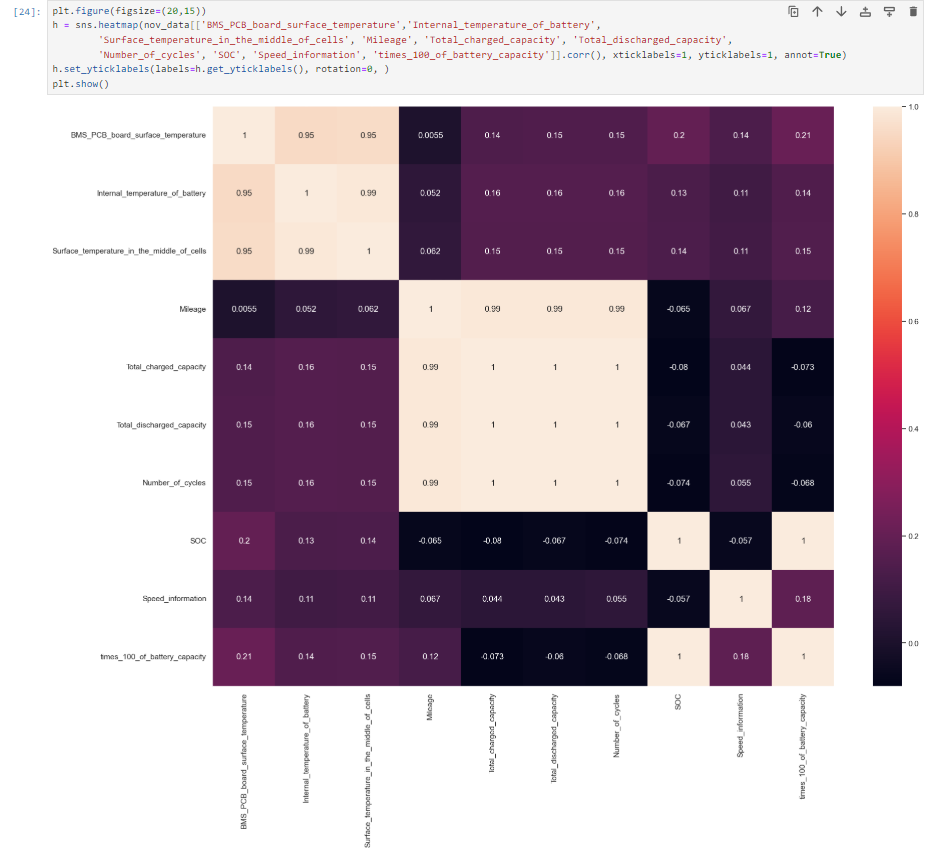 [24]: plt.figure(figsize=(20,15))
h = sns.heatmap(nov_data[['BMS_PCB_board_surface_temperature','Internal_temperature_of_battery',
'Surface_temperature_in_the_middle_of_cells', 'Mileage', 'Total_charged_capacity', 'Total_discharged_capacity',
'Number_of_cycles', 'SOC', 'Speed_information', 'times_100_of_battery_capacity']].corr(), xticklabels=1, yticklabels=1, annot=True)
h.set_yticklabels(labels=h.get_yticklabels(), rotation=0, )
plt.show()
BMS_PCB_board_surface_temperature 1 0.95 0.95 0.0055 0.14 0.15 0.15 0.2 0.14 0.21
Internal_temperature_of_battery 0.95 1 0.99 0.052 0.16 0.16 0.16 0.13 0.11 0.14
Surface_temperature_in_the_middle_of_cells 0.95 0.99 1 0.062 0.15 0.15 0.15 0.14 0.11 0.15
Mileage 0.0055 0.052 0.062 1 0.99 0.99 0.99 -0.065 0.067 0.12
Total_charged_capacity 0.14 0.16 0.15 0.99 1 1 1 -0.08 0.044 -0.073
Total_discharged_capacity 0.15 0.16 0.15 0.99 1 1 1 -0.067 0.043 -0.06
Number_of_cycles 0.15 0.16 0.15 0.99 1 1 1 -0.074 0.055 -0.068
SOC 0.2 0.13 0.14 -0.065 -0.08 -0.067 -0.074 1 -0.057 1
Speed_information 0.14 0.11 0.11 0.067 0.044 0.043 0.055 -0.057 1 0.18
times_100_of_battery_capacity 0.21 0.14 0.15 0.12 -0.073 -0.06 -0.068 1 0.18 1
BMS_PCB_board_surface_temperature
Internal_temperature_of_battery
Surface_temperature_in_the_middle_of_cells
Mileage
Total_charged_capacity
Total_discharged_capacity
Number_of_cycles
SOC
Speed_information
times_100_of_battery_capacity
1.0
0.8
0.6
0.4
0.2
0.0